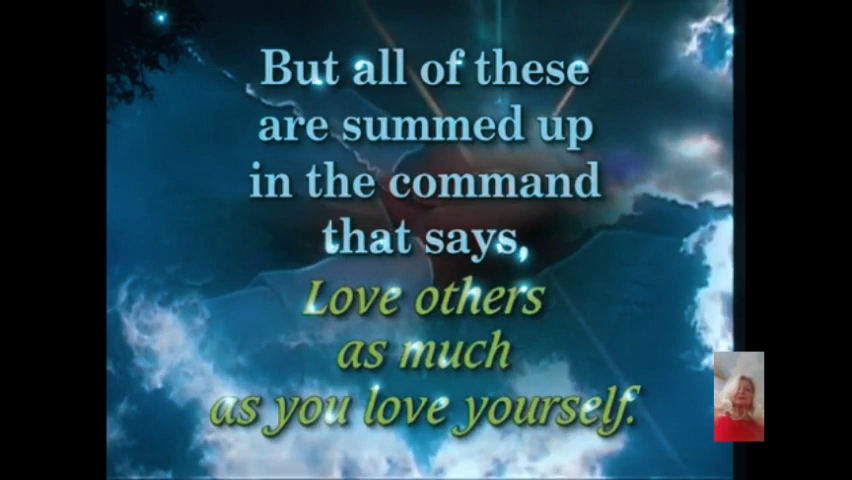 But all of these
are summed up
in the command
that says,
Love others
as much
as you love yourself.